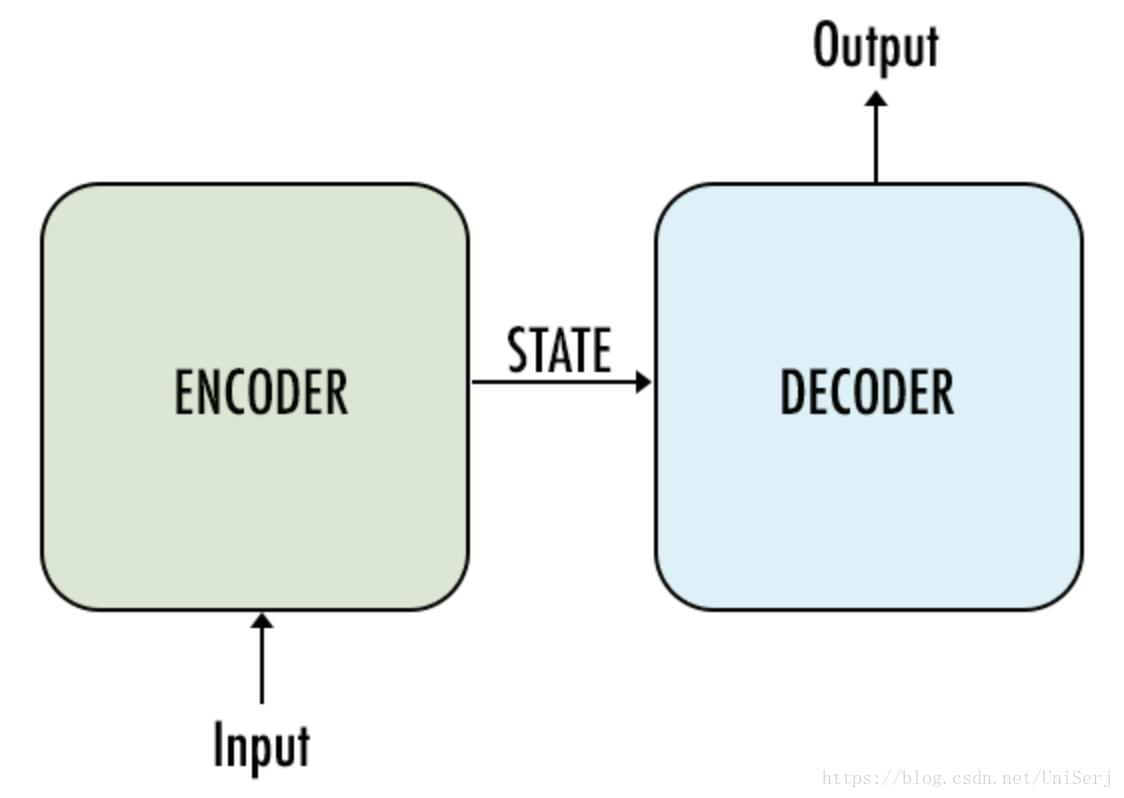 Output
STATE
ENCODER
DECODER
Input
https://blog.csdn.net/UniSerj